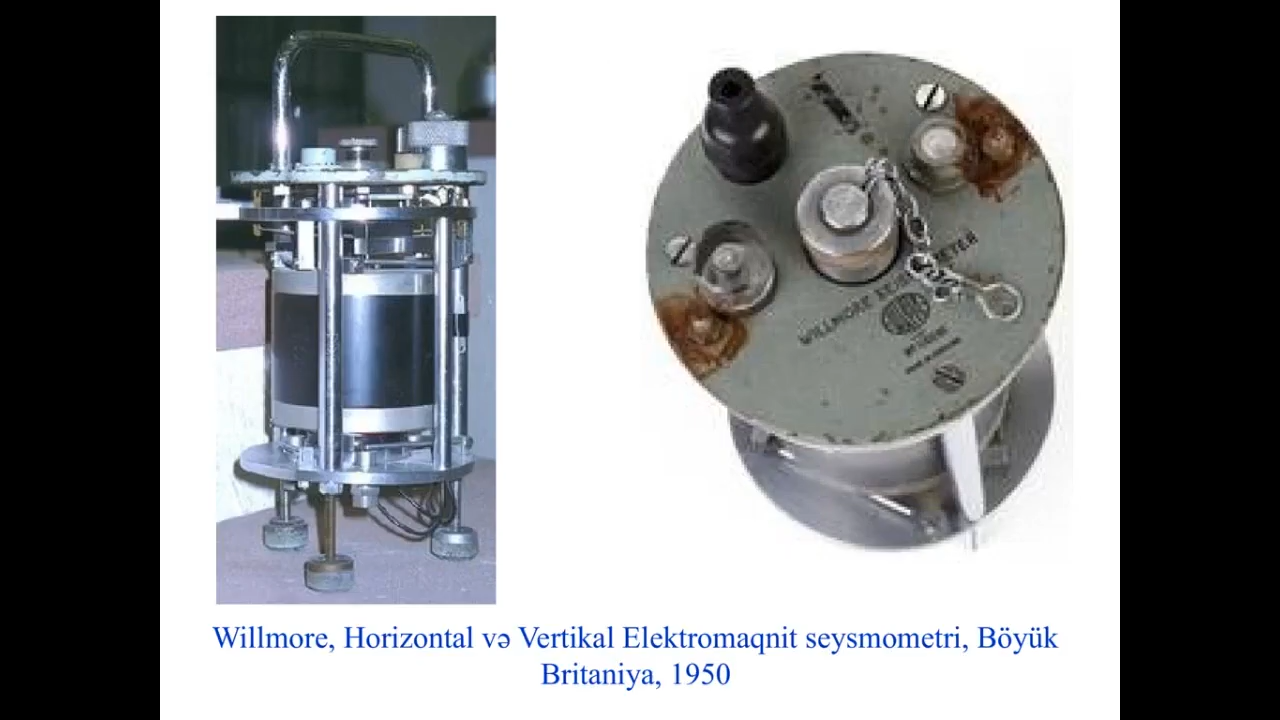 WILLMORE
Willmore, Horizontal və Vertikal Elektromaqnit seysmometri, Böyük
Britaniya, 1950